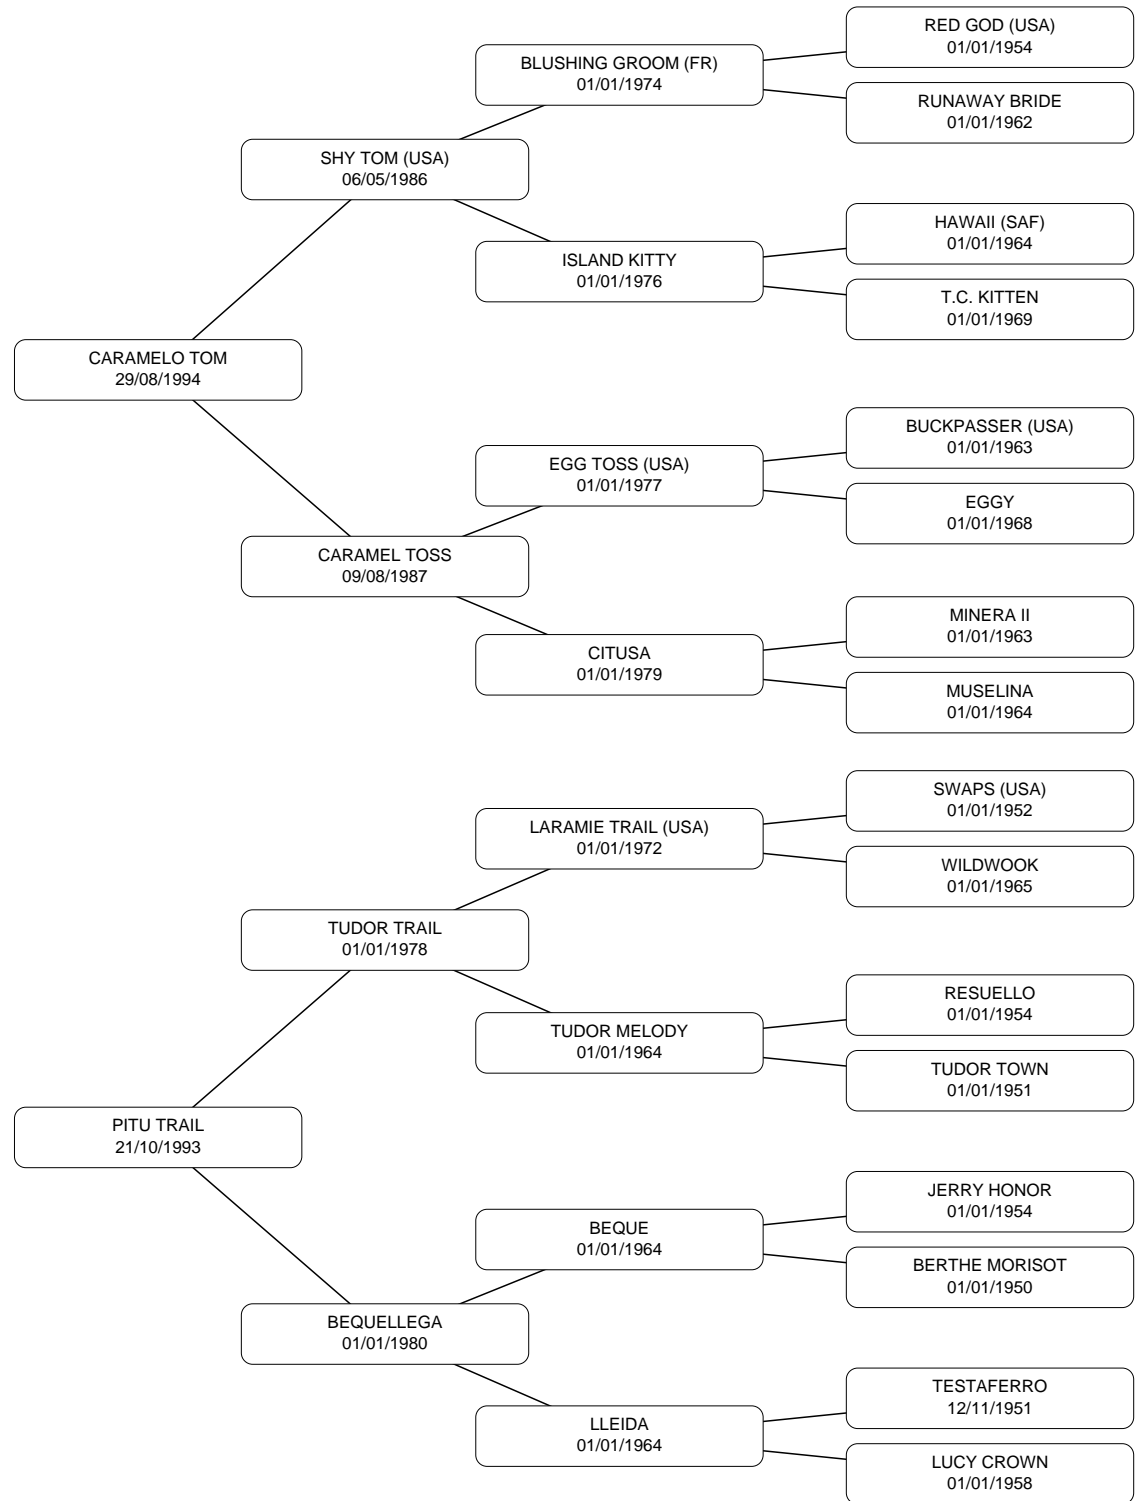 RED GOD (USA)
01/01/1954
BLUSHING GROOM (FR)
01/01/1974
RUNAWAY BRIDE
01/01/1962
SHY TOM (USA)
06/05/1986
HAWAII (SAF)
01/01/1964
ISLAND KITTY
01/01/1976
T.C. KITTEN
01/01/1969
CARAMELO TOM
29/08/1994
BUCKPASSER (USA)
01/01/1963
EGG TOSS (USA)
01/01/1977
EGGY
01/01/1968
CARAMEL TOSS
09/08/1987
MINERA II
01/01/1963
CITUSA
01/01/1979
MUSELINA
01/01/1964
SWAPS (USA)
01/01/1952
LARAMIE TRAIL (USA)
01/01/1972
WILDWOOK
01/01/1965
TUDOR TRAIL
01/01/1978
RESUELLO
01/01/1954
TUDOR MELODY
01/01/1964
TUDOR TOWN
01/01/1951
PITU TRAIL
21/10/1993
JERRY HONOR
01/01/1954
BEQUE
01/01/1964
BERTHE MORISOT
01/01/1950
BEQUELLEGA
01/01/1980
TESTAFERRO
12/11/1951
LLEIDA
01/01/1964
LUCY CROWN
01/01/1958